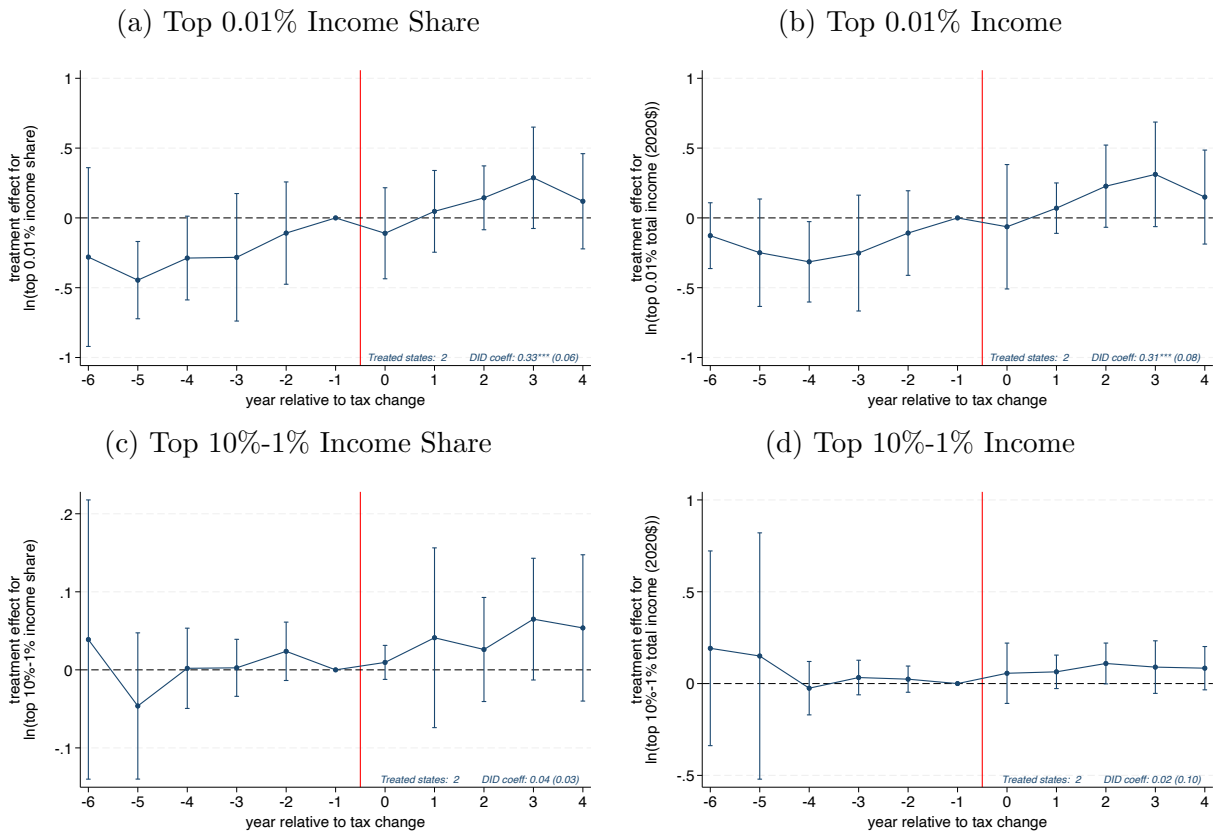 (a) Top 0.01% Income Share
treatment effect for
ln(top 0.01% income share)
1
.5
0
-.5
-1
Treated states: 2 DID coeff: 0.33*** (0.06)
-6 -5 -4 -3 -2 -1 0 1 2 3 4
year relative to tax change
(b) Top 0.01% Income
treatment effect for
ln(top 0.01% total income (2020$))
1
.5
0
-.5
-1
Treated states: 2 DID coeff: 0.31*** (0.08)
-6 -5 -4 -3 -2 -1 0 1 2 3 4
year relative to tax change
(c) Top 10%-1% Income Share
treatment effect for
ln(top 10%-1% income share)
.2
.1
0
-.1
Treated states: 2 DID coeff: 0.04 (0.03)
-6 -5 -4 -3 -2 -1 0 1 2 3 4
year relative to tax change
(d) Top 10%-1% Income
treatment effect for
ln(top 10%-1% total income (2020$))
1
.5
0
-.5
Treated states: 2 DID coeff: 0.02 (0.10)
-6 -5 -4 -3 -2 -1 0 1 2 3 4
year relative to tax change